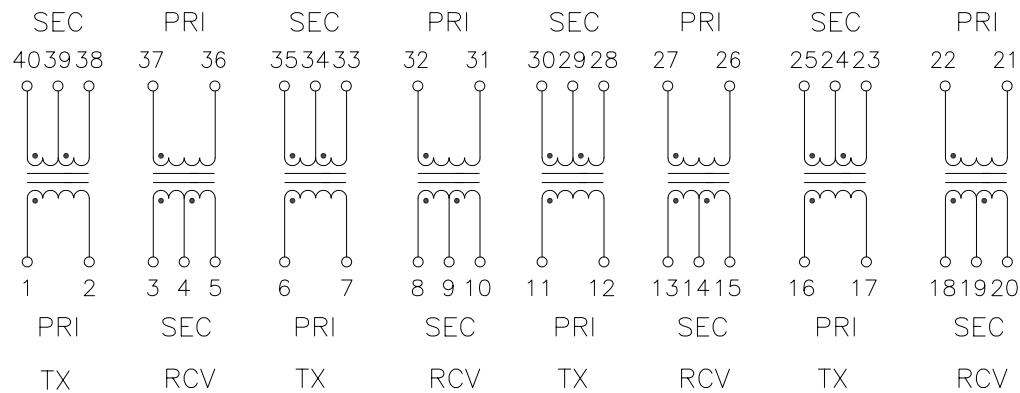 SEC PRI SEC PRI SEC PRI SEC PRI
40 39 38 37 36 35 34 33 32 31 30 29 28 27 26 25 24 23 22 21
1 2 3 4 5 6 7 8 9 10 11 12 13 14 15 16 17 18 19 20
PRI SEC PRI SEC PRI SEC PRI SEC
TX RCV TX RCV TX RCV TX RCV